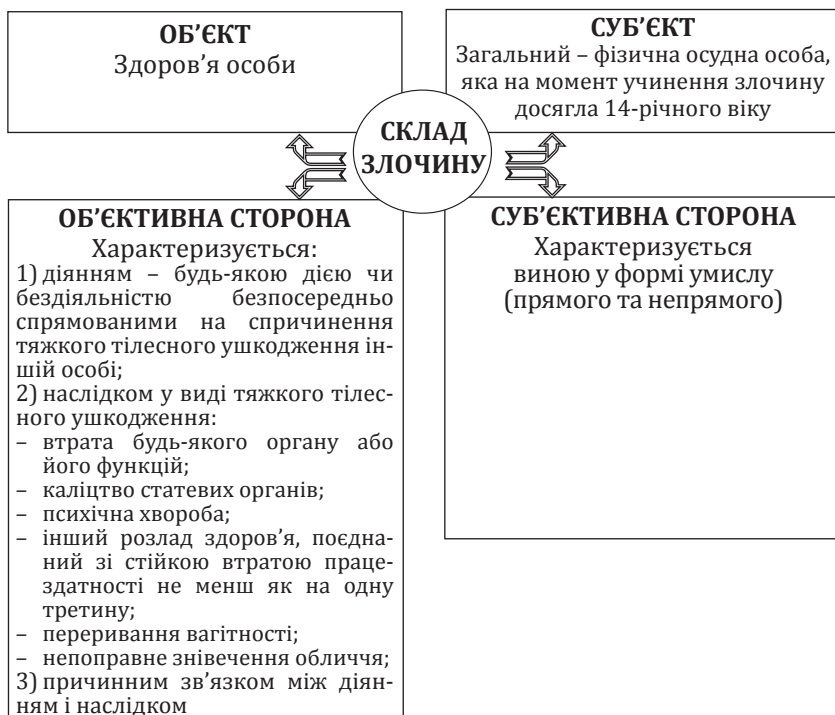 ОБ’ЄКТ
Здоров’я особи
СУБ’ЄКТ
Загальний – фізична осудна особа,
яка на момент учинення злочину
досягла 14-річного віку
СКЛАД
ЗЛОЧИНУ
ОБ’ЄКТИВНА СТОРОНА
Характеризується:
1) діянням – будь-якою дією чи
бездіяльністю безпосередньо
спрямованими на спричинення
тяжкого тілесного ушкодження ін-
шій особі;
2) наслідком у виді тяжкого тілес-
ного ушкодження:
– втрата будь-якого органу або
його функцій;
– каліцтво статевих органів;
– психічна хвороба;
– інший розлад здоров’я, поєдна-
ний зі стійкою втратою праце-
здатності не менш як на одну
третину;
– переривання вагітності;
– непоправне знівечення обличчя;
3) причинним зв’язком між діян-
ням і наслідком
СУБ’ЄКТИВНА СТОРОНА
Характеризується
виною у формі умислу
(прямого та непрямого)